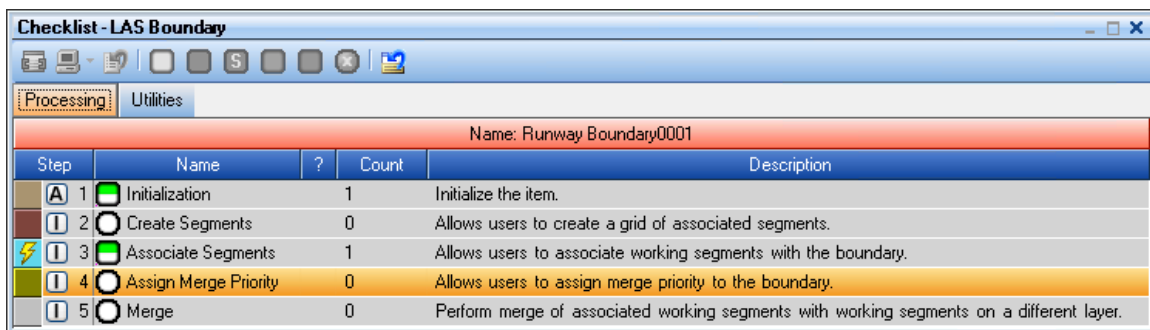 Checklist - LAS Boundary
S
Processing Utilities
Name: Runway Boundary0001
Step Name ? Count Description
A 1 Initialization 1 Initialize the item.
I 2 Create Segments 0 Allows users to create a grid of associated segments.
I 3 Associate Segments 1 Allows users to associate working segments with the boundary.
I 4 Assign Merge Priority 0 Allows users to assign merge priority to the boundary.
I 5 Merge 0 Perform merge of associated working segments with working segments on a different layer.